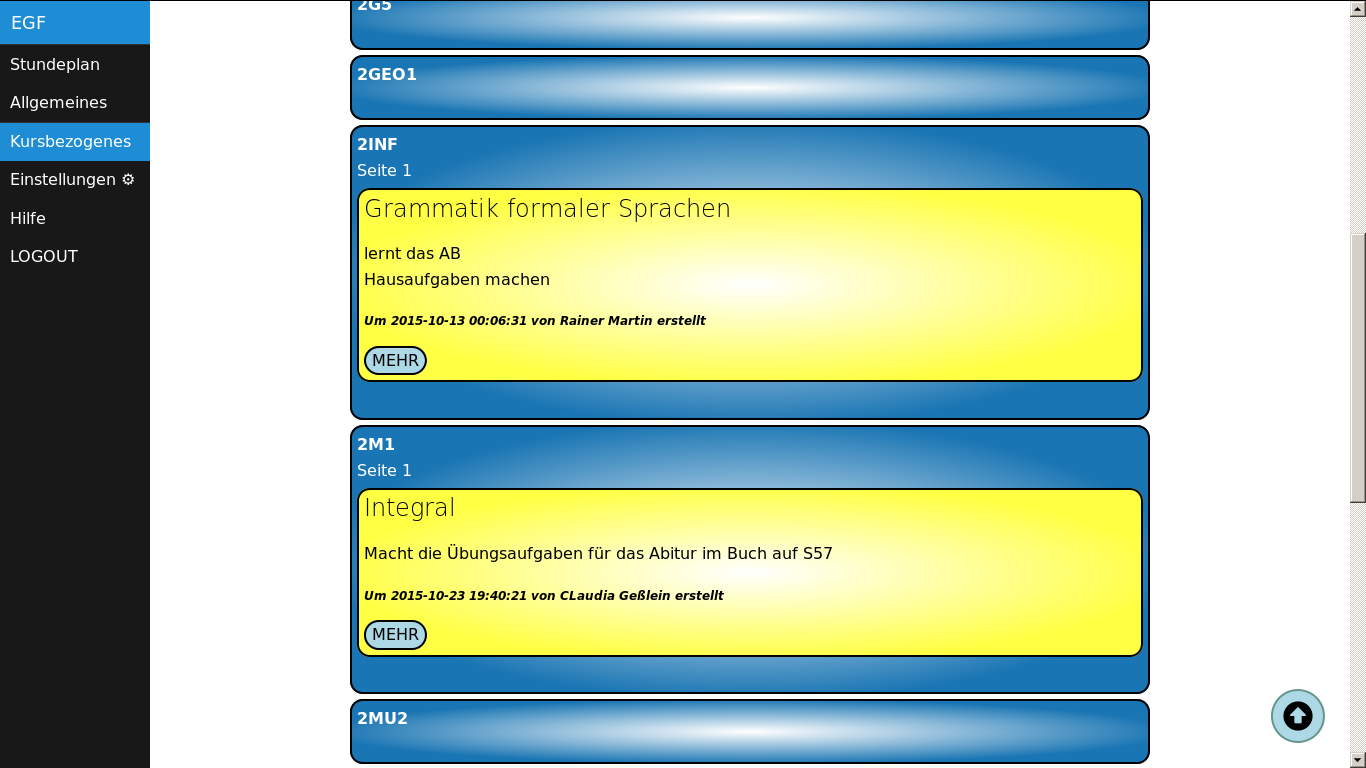 EGF
Stundeplan
Allgemeines
Kursbezogenes
Einstellungen ⚙
Hilfe
LOGOUT
2G5
2GEO1
2INF
Seite 1
Grammatik formaler Sprachen
lernt das AB
Hausaufgaben machen
Um 2015-10-13 00:06:31 von Rainer Martin erstellt
MEHR
2M1
Seite 1
Integral
Macht die Übungsaufgaben für das Abitur im Buch auf S57
Um 2015-10-23 19:40:21 von CLaudia Geßlein erstellt
MEHR
2MU2